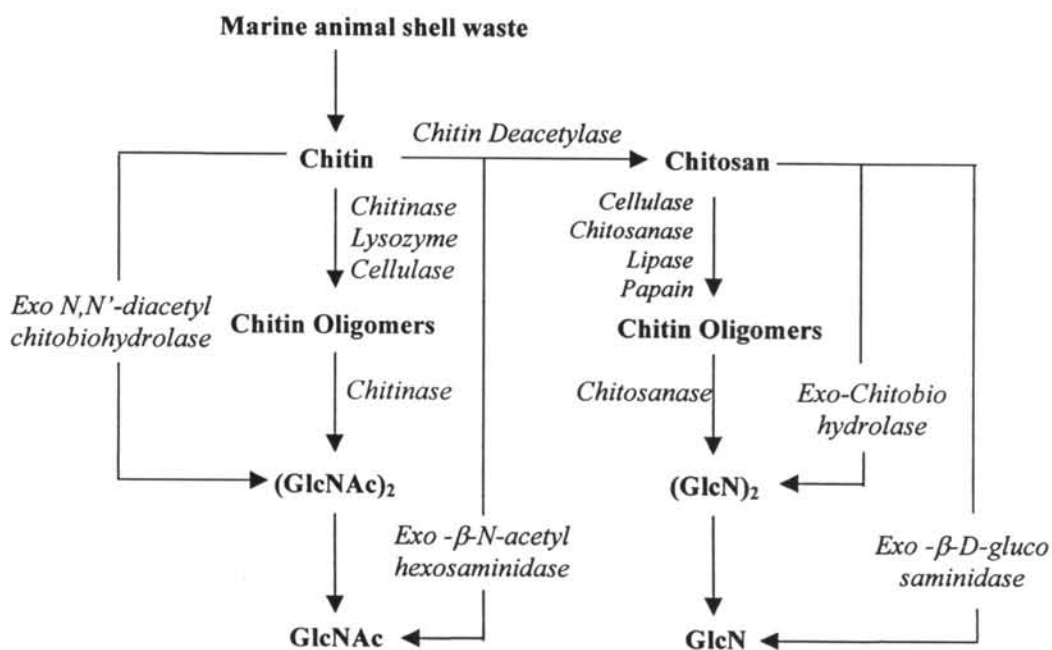 Marine animal shell waste
Chitin Deacetylase
Chitin
Chitosan
Chitinase
Lysozyme
Cellulase
Cellulase
Chitosanase
Lipase
Papain
Exo N,N’-diacetyl
chitobiohydrolase
Chitin Oligomers
Chitin Oligomers
Chitinase
Chitosanase
Exo-Chitobio
hydrolase
(GlcNAc)₂
(GlcN)₂
Exo -β-N-acetyl
hexosaminidase
Exo -β-D-gluco
saminidase
GlcNAc
GlcN